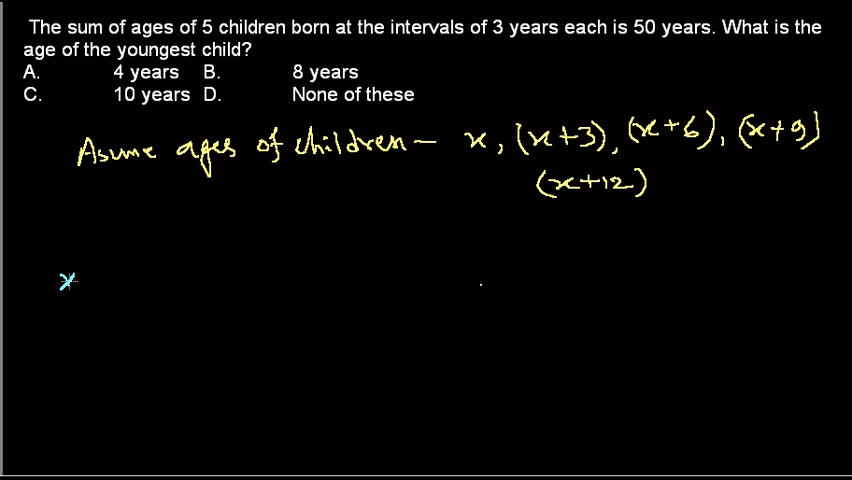 The sum of ages of 5 children born at the intervals of 3 years each is 50 years. What is the
age of the youngest child?
A. 4 years B. 8 years
C. 10 years D. None of these
Assume ages of children - x, (x+3), (x+6), (x+9)
(x+12)
x